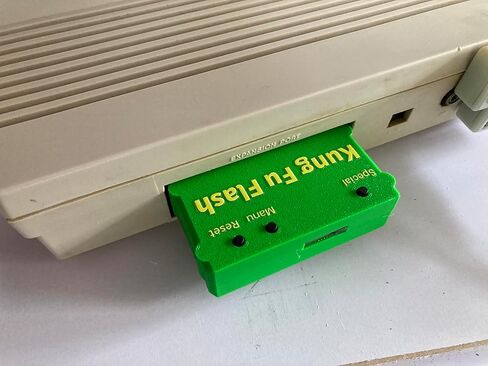 EXPANSION PORT
Kung Fu Flash
Special
Menu
Reset